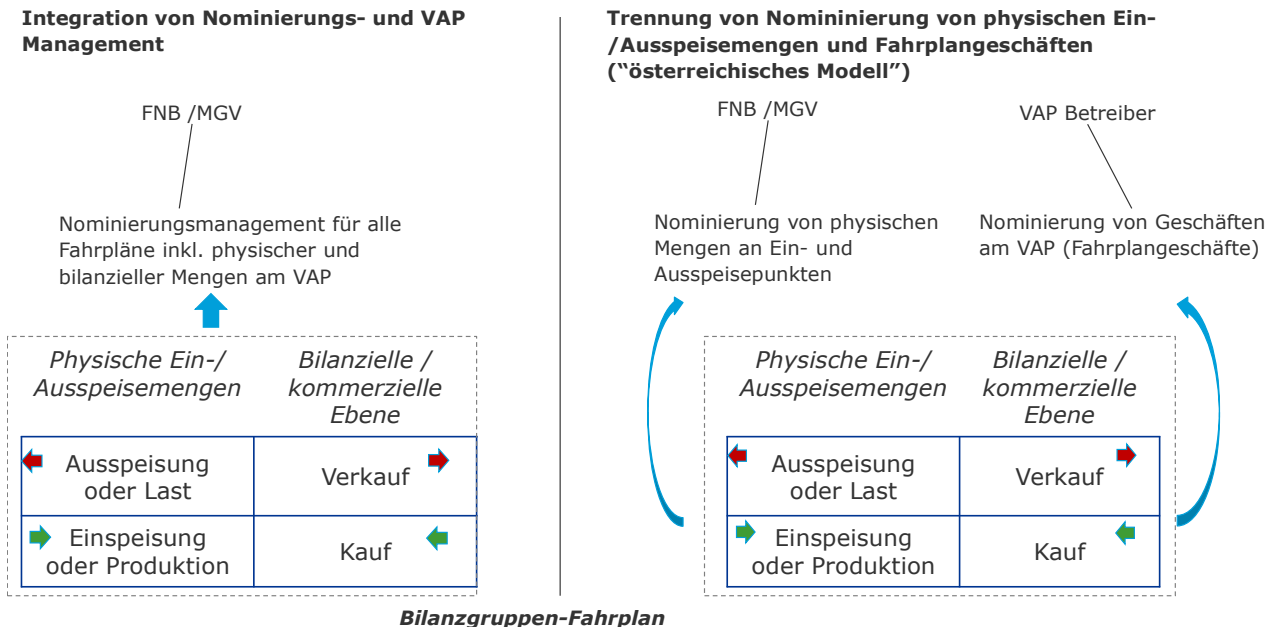 Integration von Nominierungs- und VAP
Management
FNB /MGV
Nominierungsmanagement für alle
Fahrpläne inkl. physischer und
bilanzieller Mengen am VAP
Physische Ein-/
Ausspeisemengen
Bilanzielle /
kommerzielle
Ebene
Ausspeisung
oder Last
Verkauf
Einspeisung
oder Produktion
Kauf
Trennung von Nomininierung von physischen Ein-
/Ausspeisemengen und Fahrplangeschäften
(“österreichisches Modell”)
FNB /MGV
VAP Betreiber
Nominierung von physischen
Mengen an Ein- und
Ausspeisepunkten
Nominierung von Geschäften
am VAP (Fahrplangeschäfte)
Physische Ein-/
Ausspeisemengen
Bilanzielle /
kommerzielle
Ebene
Ausspeisung
oder Last
Verkauf
Einspeisung
oder Produktion
Kauf
Bilanzgruppen-Fahrplan